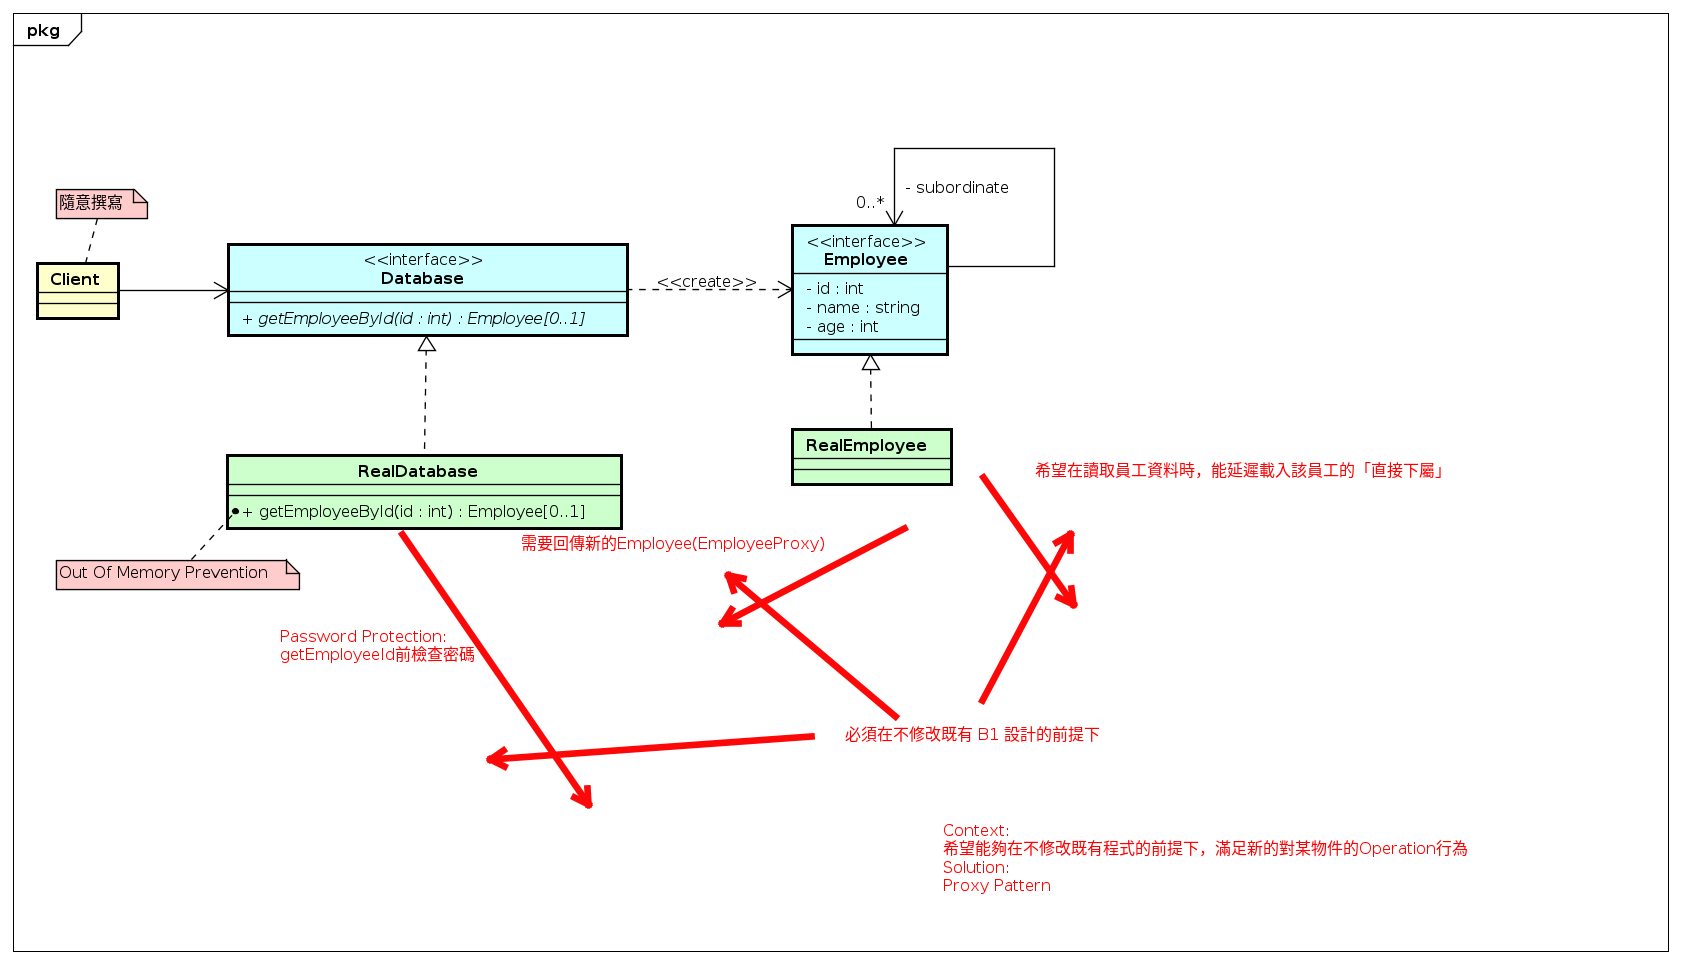 pkg
- subordinate
0..*
隨意撰寫
<<interface>>
Employee
- id : int
- name : string
- age : int
<<interface>>
Database
+ getEmployeeById(id : int) : Employee[0..1]
<<create>>
Client
RealEmployee
RealDatabase
+ getEmployeeById(id : int) : Employee[0..1]
希望在讀取員工資料時，能延遲載入該員工的「直接下屬」
需要回傳新的Employee(EmployeeProxy)
Out Of Memory Prevention
Password Protection:
getEmployeeId前檢查密碼
必須在不修改既有 B1 設計的前提下
Context:
希望能夠在不修改既有程式的前提下，滿足新的對某物件的Operation行為
Solution:
Proxy Pattern